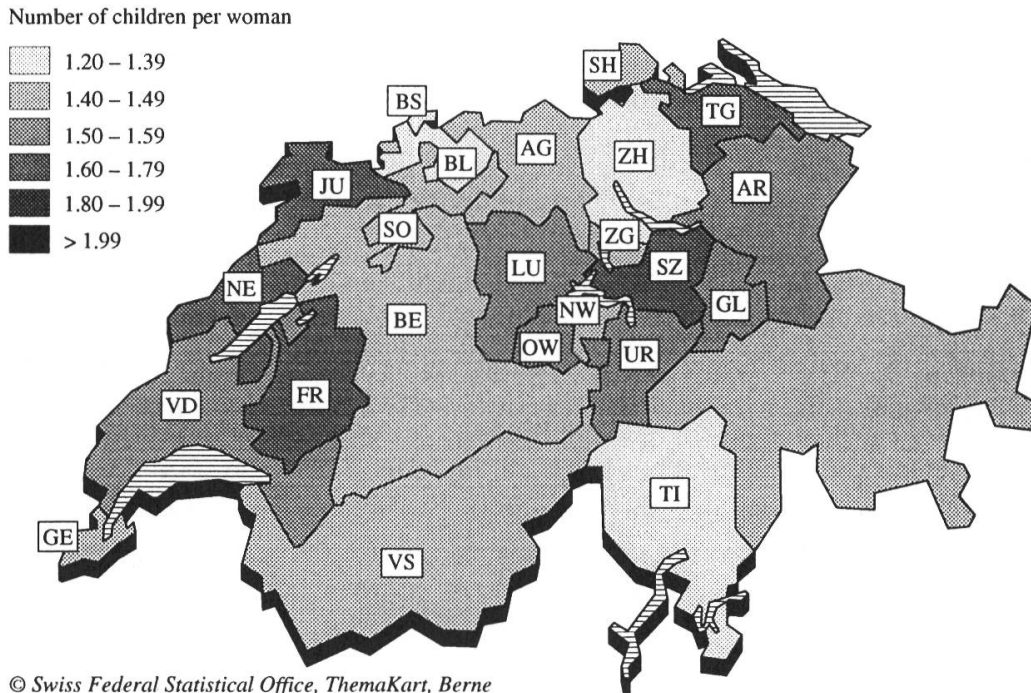 Number of children per woman
1.20 – 1.39
1.40 – 1.49
1.50 – 1.59
1.60 – 1.79
1.80 – 1.99
> 1.99
SH
BS
TG
BL
AG
ZH
JU
AR
SO
ZG
LU
SZ
NE
NW
GL
BE
OW
UR
FR
VD
TI
GE
VS
© Swiss Federal Statistical Office, ThemaKart, Berne